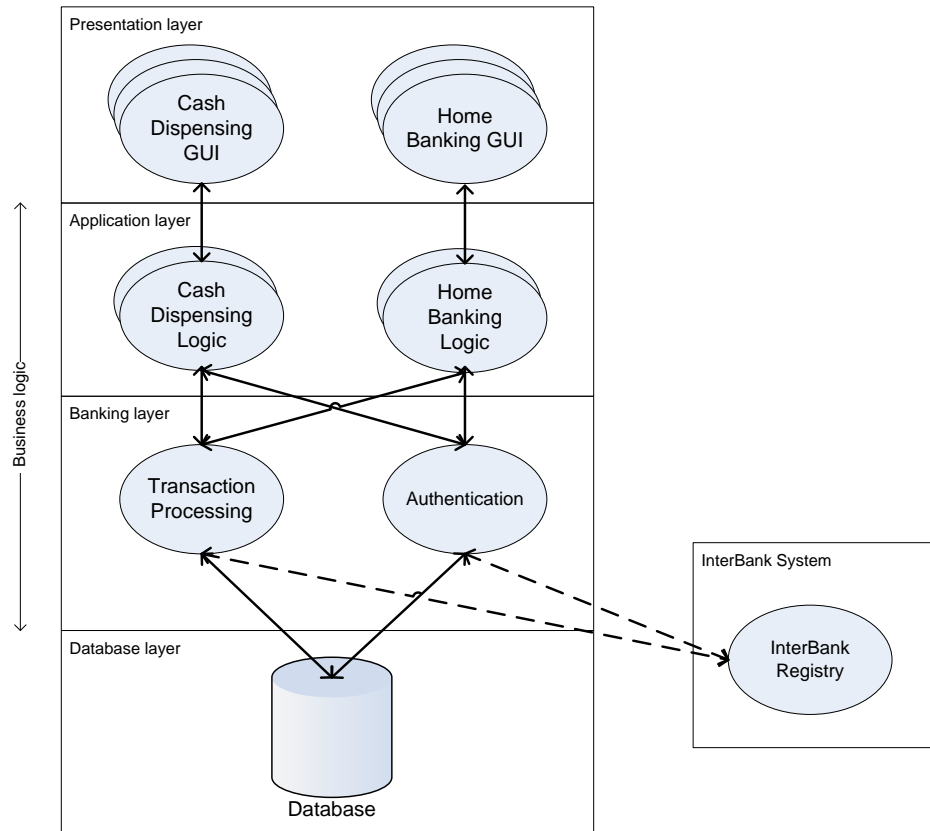 Presentation layer
Cash
Dispensing
GUI
Home
Banking GUI
Application layer
Cash
Dispensing
Logic
Home
Banking
Logic
Business logic
Banking layer
Transaction
Processing
Authentication
InterBank System
InterBank
Registry
Database layer
Database